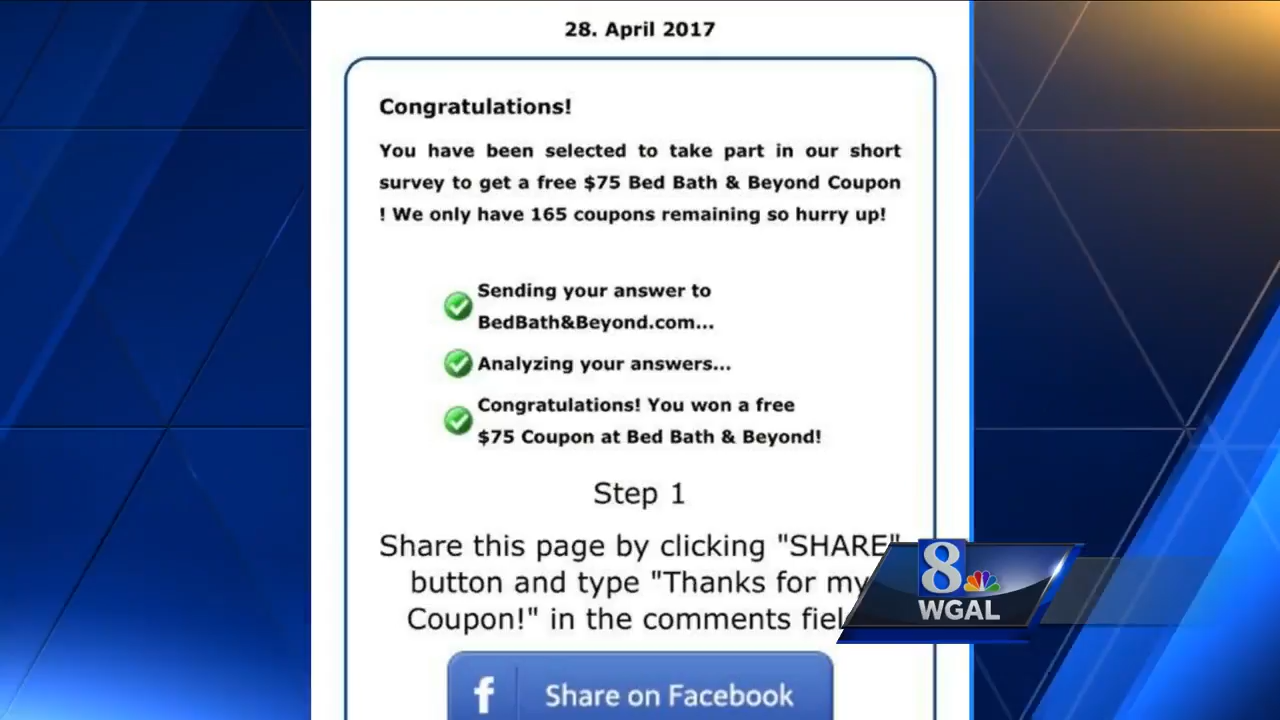 28. April 2017
Congratulations!
You have been selected to take part in our short
survey to get a free $75 Bed Bath & Beyond Coupon
! We only have 165 coupons remaining so hurry up!
Sending your answer to
BedBath&Beyond.com...
Analyzing your answers...
Congratulations! You won a free
$75 Coupon at Bed Bath & Beyond!
Step 1
Share this page by clicking "SHARE"
button and type "Thanks for my
Coupon!" in the comments fiel
f Share on Facebook
8
WGAL